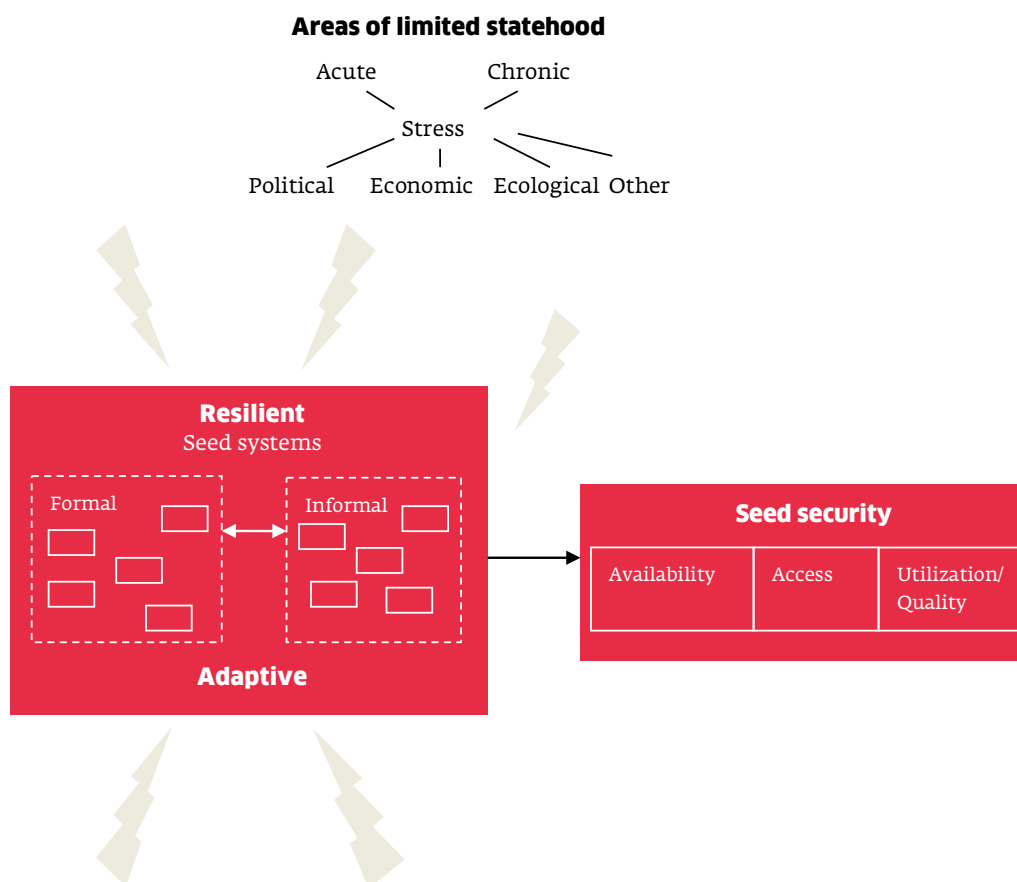 Areas of limited statehood
Acute Chronic
Stress
Political Economic Ecological Other
Resilient
Seed systems
Formal
Informal
Adaptive
Seed security
Availability
Access
Utilization/
Quality